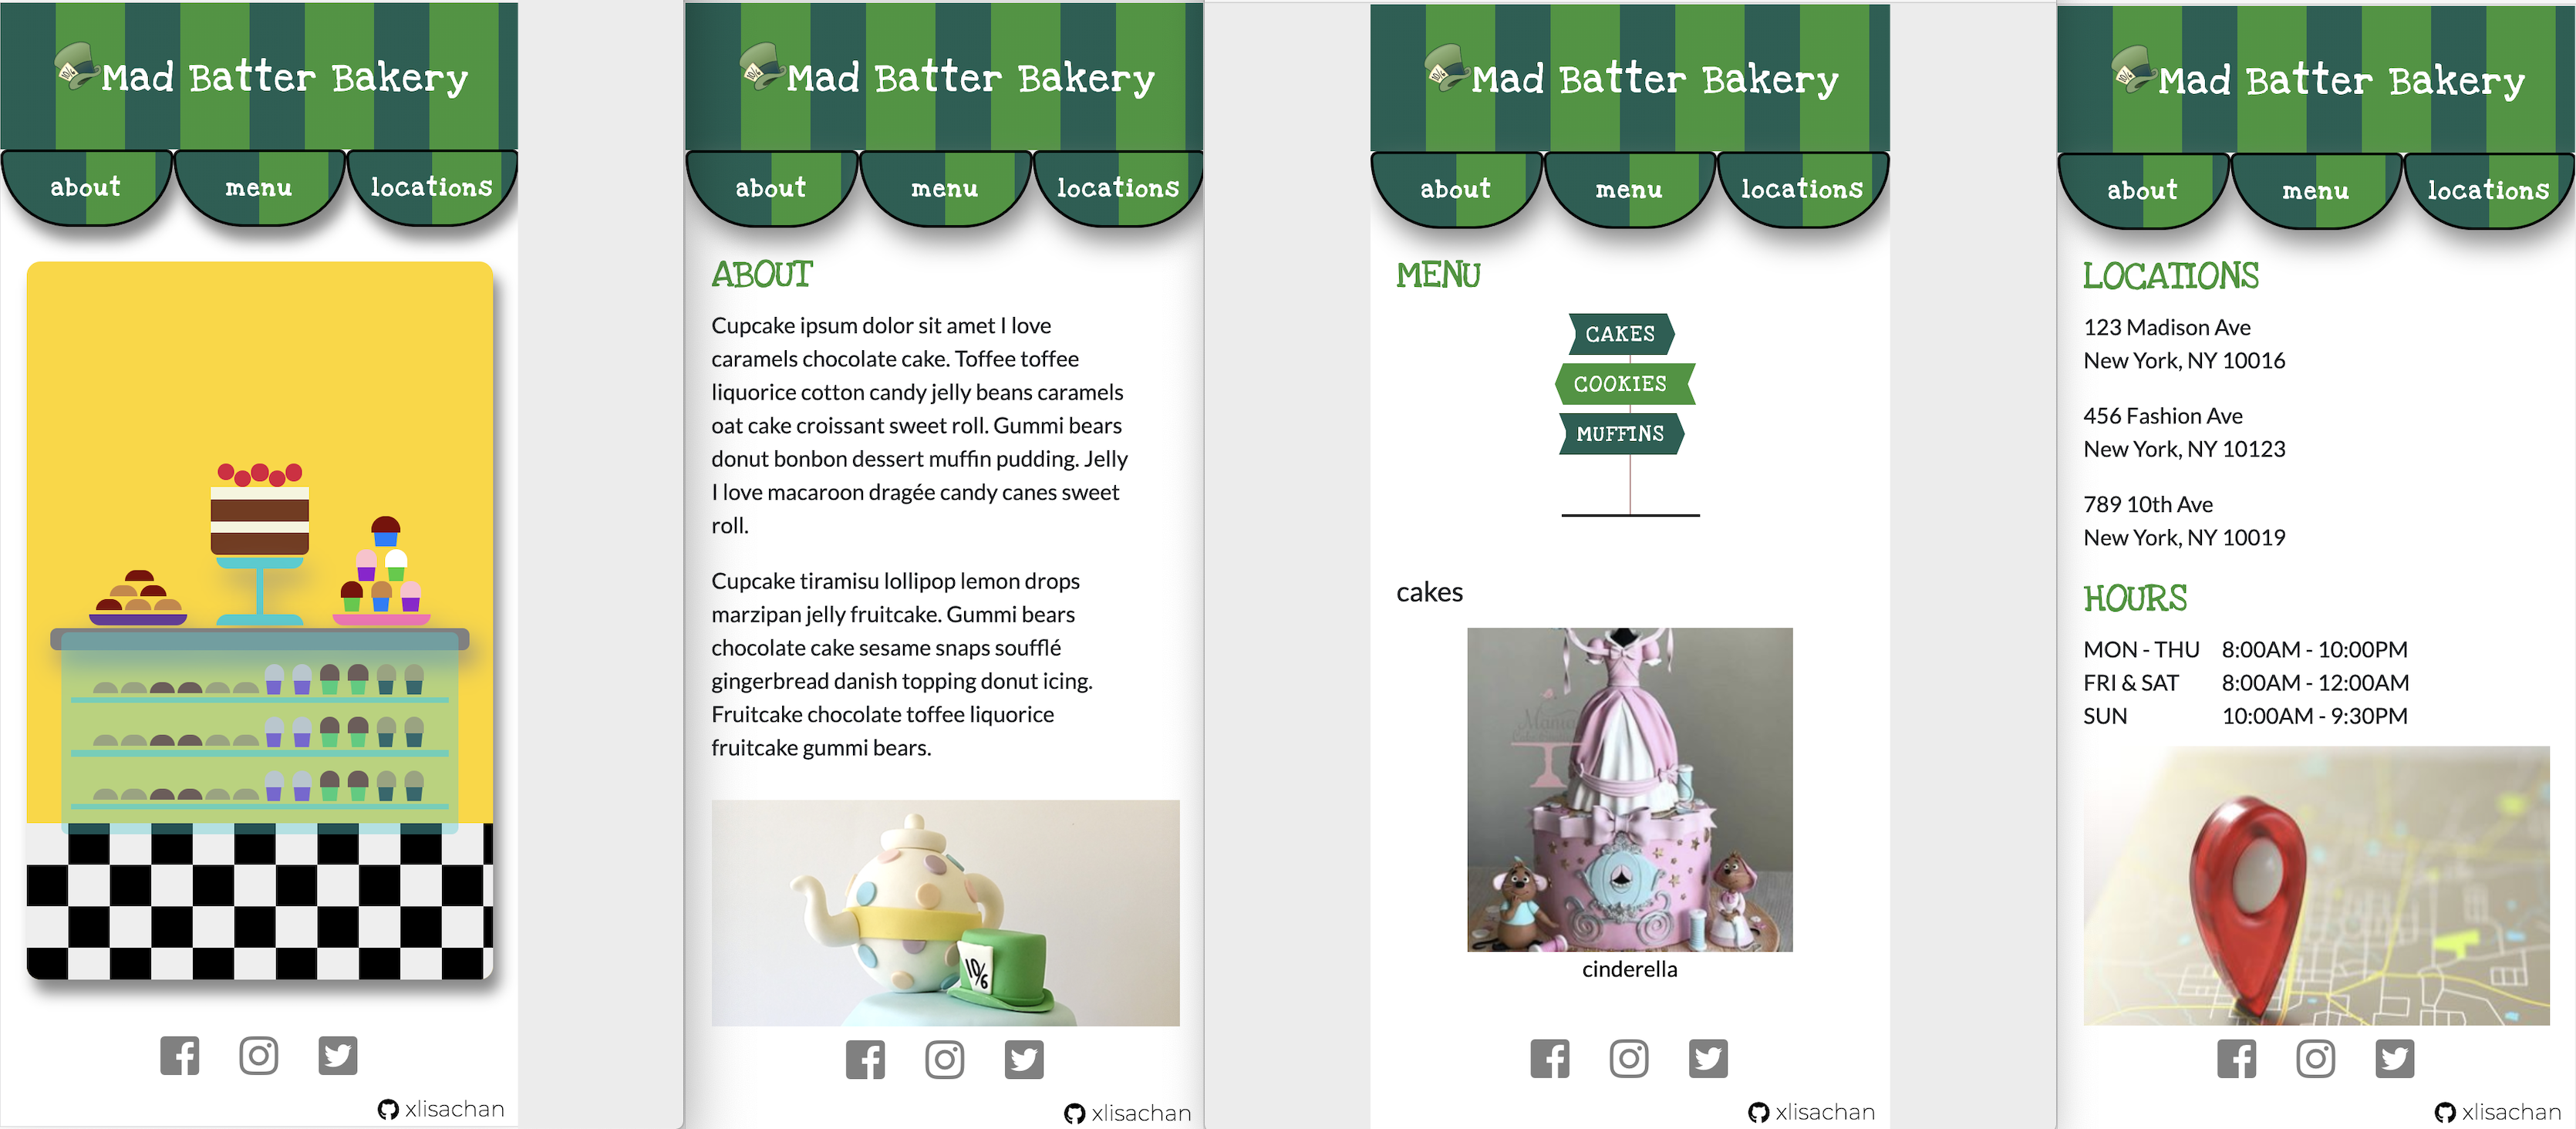 Mad Batter Bakery
about menu locations
xlisachan
Mad Batter Bakery
about menu locations
ABOUT
Cupcake ipsum dolor sit amet I love
caramels chocolate cake. Toffee toffee
liquorice cotton candy jelly beans caramels
oat cake croissant sweet roll. Gummi bears
donut bonbon dessert muffin pudding. Jelly
I love macaroon dragée candy canes sweet
roll.
Cupcake tiramisu lollipop lemon drops
marzipan jelly fruitcake. Gummi bears
chocolate cake sesame snaps soufflé
gingerbread danish topping donut icing.
Fruitcake chocolate toffee liquorice
fruitcake gummi bears.
10/6
xlisachan
Mad Batter Bakery
about menu locations
MENU
CAKES
COOKIES
MUFFINS
cakes
Mania
cinderella
xlisachan
Mad Batter Bakery
about menu locations
LOCATIONS
123 Madison Ave
New York, NY 10016
456 Fashion Ave
New York, NY 10123
789 10th Ave
New York, NY 10019
HOURS
MON - THU 8:00AM - 10:00PM
FRI & SAT 8:00AM - 12:00AM
SUN 10:00AM - 9:30PM
xlisachan